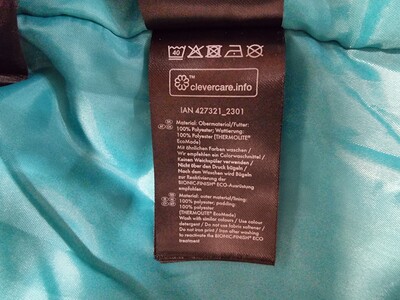 40
clevercare.info
™
IAN 427321_2301
Material: Obermaterial/Futter:
100% Polyester; Wattierung:
100% Polyester (THERMOLITE®
EcoMade)
Mit ähnlichen Farben waschen /
Wir empfehlen ein Colorwaschmittel /
Keinen Weichspüler verwenden /
Nicht über den Druck bügeln /
Nach dem Waschen wird Bügeln
zur Reaktivierung der
BIONIC-FINISH® ECO-Ausrüstung
empfohlen
Material: outer material/lining:
100% polyester; padding:
100% polyester
(THERMOLITE® EcoMade)
Wash with similar colours / Use colour
detergent / Do not use fabric softener /
Do not iron print / Iron after washing
to reactivate the BIONIC-FINISH® ECO
treatment